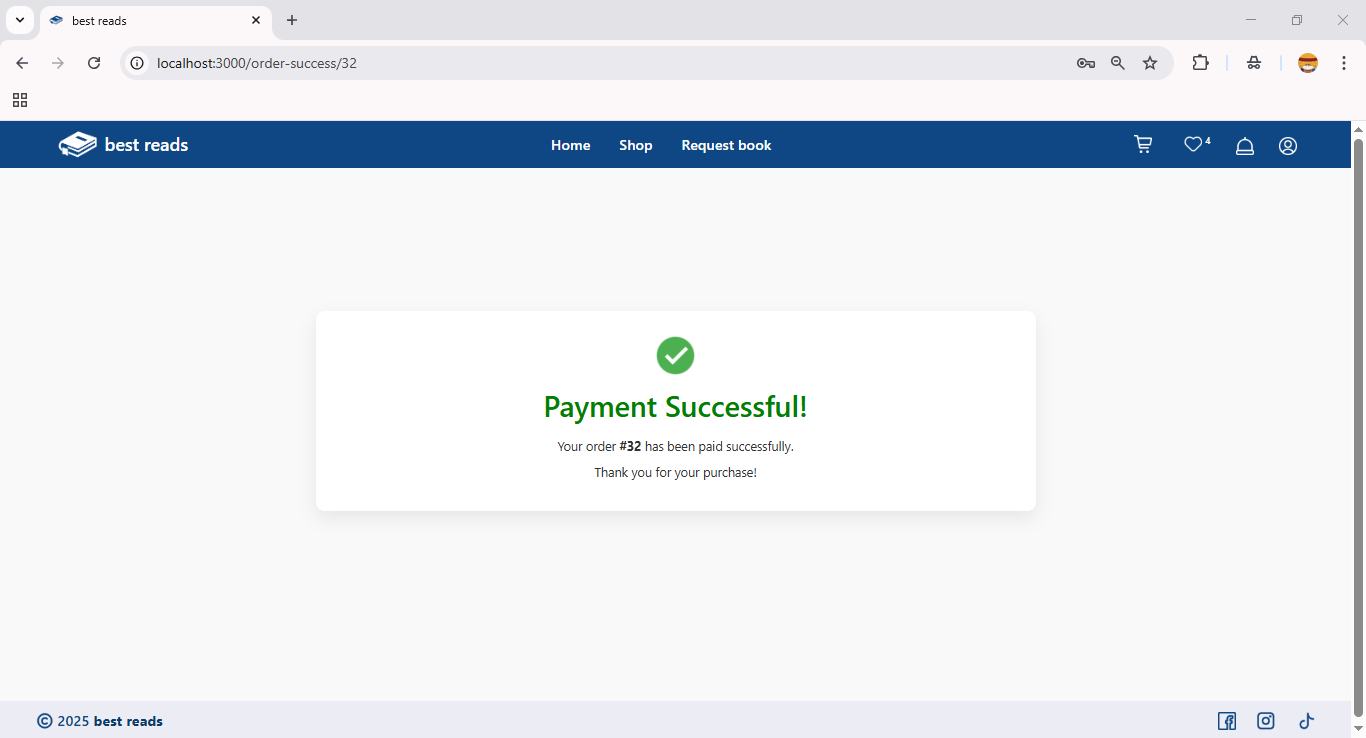 best reads
localhost:3000/order-success/32
best reads
Home Shop Request book
4
Payment Successful!
Your order #32 has been paid successfully.
Thank you for your purchase!
© 2025 best reads